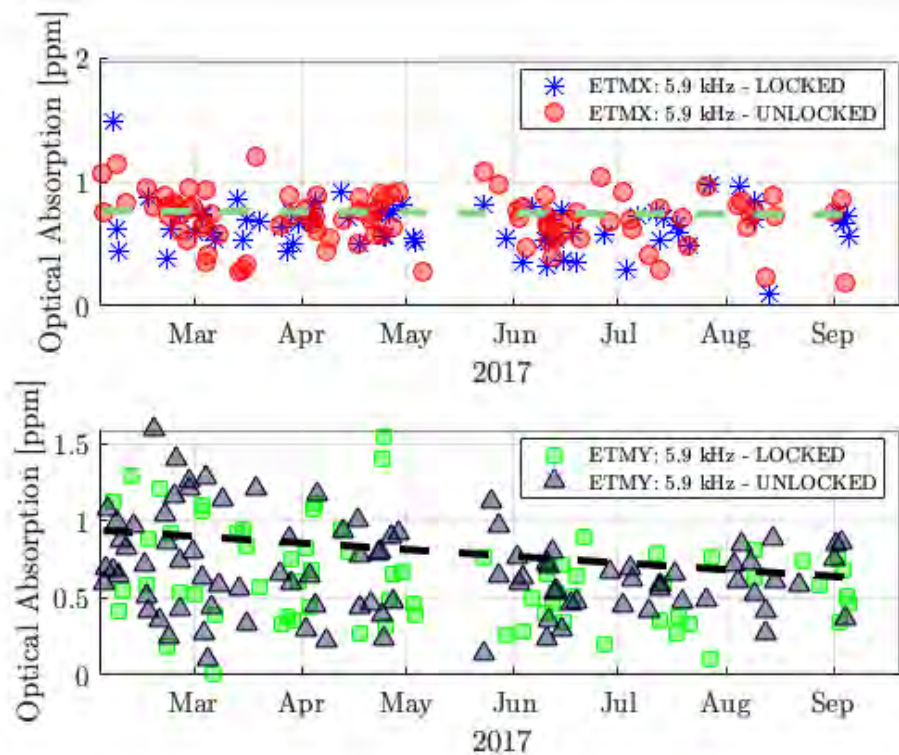 Optical Absorption [ppm]
2
1
0
ETMX: 5.9 kHz - LOCKED
ETMX: 5.9 kHz - UNLOCKED
Mar Apr May Jun Jul Aug Sep
2017
Optical Absorption [ppm]
1.5
1
0.5
0
ETMY: 5.9 kHz - LOCKED
ETMY: 5.9 kHz - UNLOCKED
Mar Apr May Jun Jul Aug Sep
2017